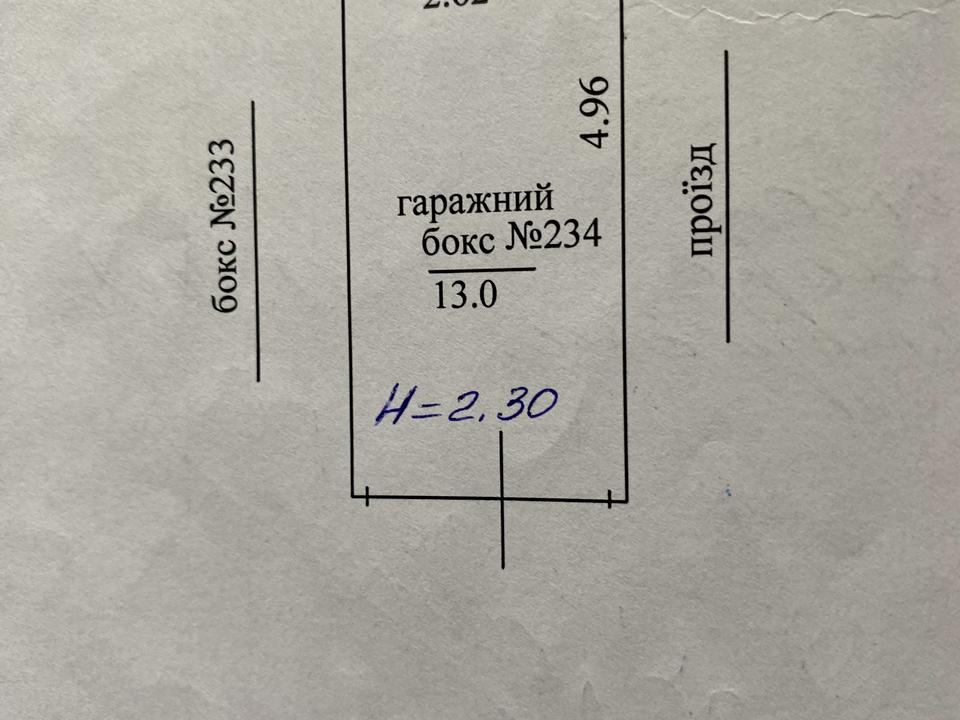 4.96
бокс №233
проїзд
гаражний
бокс №234
13.0
H=2.30